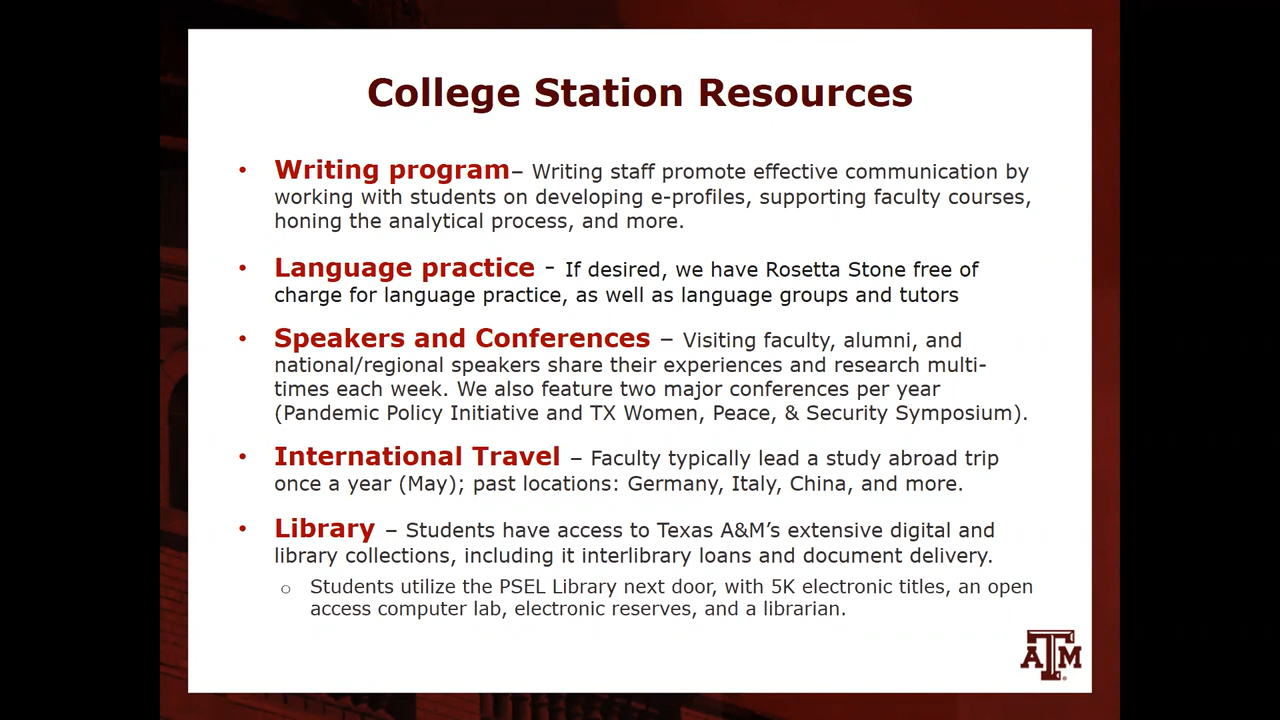 College Station Resources
• Writing program– Writing staff promote effective communication by
working with students on developing e-profiles, supporting faculty courses,
honing the analytical process, and more.
• Language practice - If desired, we have Rosetta Stone free of
charge for language practice, as well as language groups and tutors
• Speakers and Conferences – Visiting faculty, alumni, and
national/regional speakers share their experiences and research multi-
times each week. We also feature two major conferences per year
(Pandemic Policy Initiative and TX Women, Peace, & Security Symposium).
• International Travel – Faculty typically lead a study abroad trip
once a year (May); past locations: Germany, Italy, China, and more.
• Library – Students have access to Texas A&M’s extensive digital and
library collections, including it interlibrary loans and document delivery.
o Students utilize the PSEL Library next door, with 5K electronic titles, an open
access computer lab, electronic reserves, and a librarian.
ATM